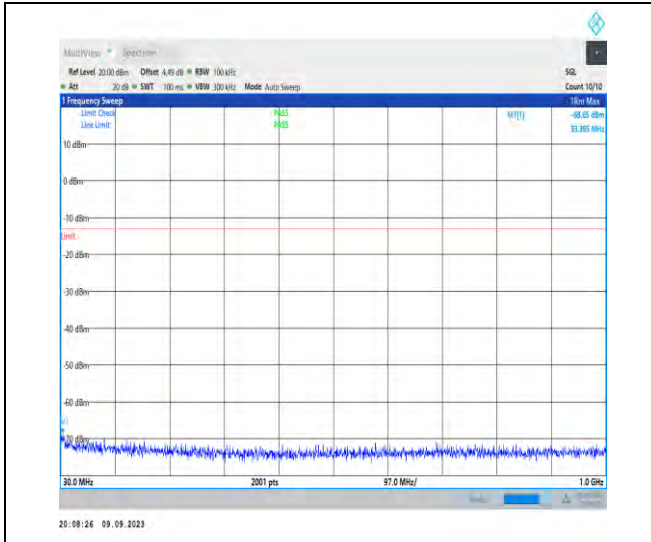 MultiView Spectrum
Ref Level 20.00 dBm Offset 4.49 dB RBW 100 kHz SGL
Att 20 dB SWT 100 ms VBW 300 kHz Mode Auto Sweep Count 10/10
1 Frequency Sweep 1Rm Max
Limit Check PASS M1[1] -68.65 dBm
Line Limit PASS 33.395 MHz
10 dBm
0 dBm
-10 dBm
Limit
-20 dBm
-30 dBm
-40 dBm
-50 dBm
-60 dBm
M1
-70 dBm
30.0 MHz 2001 pts 97.0 MHz/ 1.0 GHz
20:08:26 09.09.2023